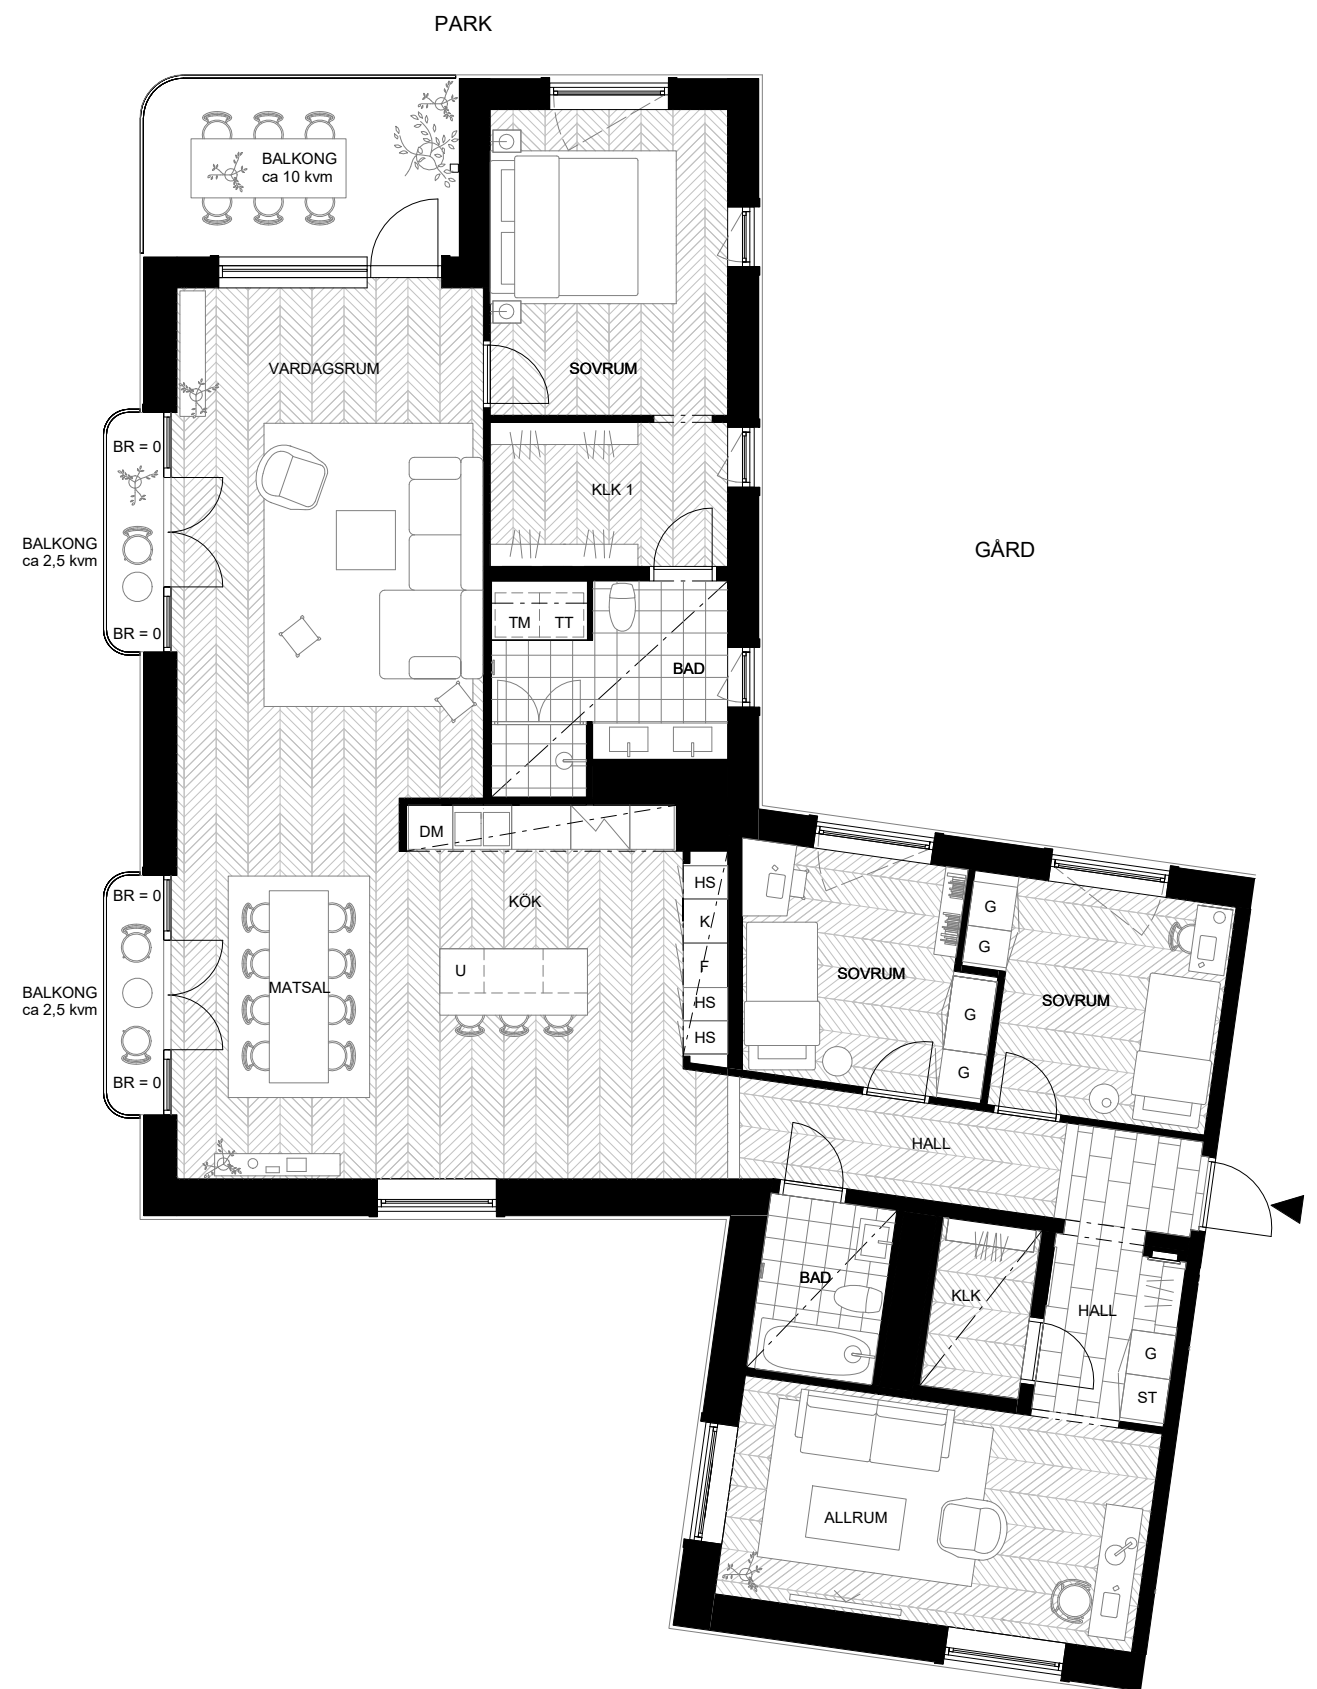 PARK
BALKONG
ca 10 kvm
VARDAGSRUM
SOVRUM
BR = 0
KLK 1
BALKONG
ca 2,5 kvm
GÅRD
BR = 0
TM
TT
BAD
DM
BR = 0
KÖK
HS
K
F
HS
HS
U
MATSAL
BALKONG
ca 2,5 kvm
BR = 0
SOVRUM
G
G
G
G
SOVRUM
HALL
BAD
KLK
HALL
G
ST
ALLRUM